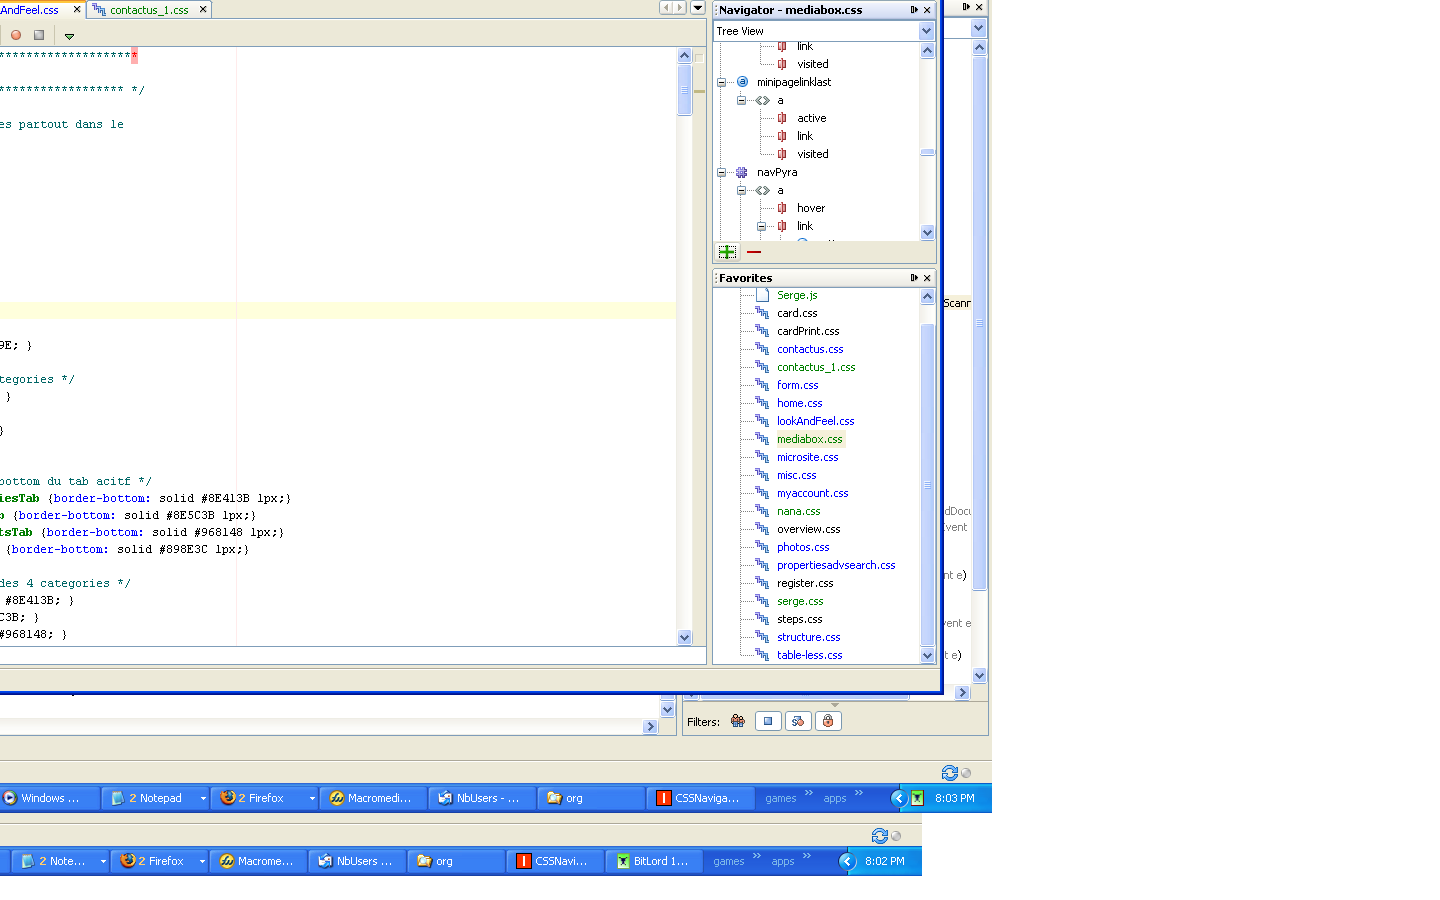 AndFeel.css
contactus_1.css
********************
******************* */
es partout dans le
9E; }
tegories */
}
}
bottom du tab acitf */
iesTab {border-bottom: solid #8E413B 1px;}
b {border-bottom: solid #8E5C3B 1px;}
tsTab {border-bottom: solid #968148 1px;}
{border-bottom: solid #898E3C 1px;}
des 4 categories */
#8E413B; }
C3B; }
#968148; }
Navigator - mediabox.css
Tree View
link
visited
minipagelinklast
a
active
link
visited
navPyra
a
hover
link
Favorites
Serge.js
card.css
cardPrint.css
contactus.css
contactus_1.css
form.css
home.css
lookAndFeel.css
mediabox.css
microsite.css
misc.css
myaccount.css
nana.css
overview.css
photos.css
propertiesadvsearch.css
register.css
serge.css
steps.css
structure.css
table-less.css
Scanr
dDocu
Event
nt e)
vent e
t e)
Filters:
Windows ...
2 Notepad
2 Firefox
Macromedi...
NbUsers - ...
org
CSSNaviga...
games
apps
8:03 PM
2 Note...
2 Firefox
Macrome...
NbUsers ...
org
CSSNavi...
BitLord 1...
games
apps
8:02 PM